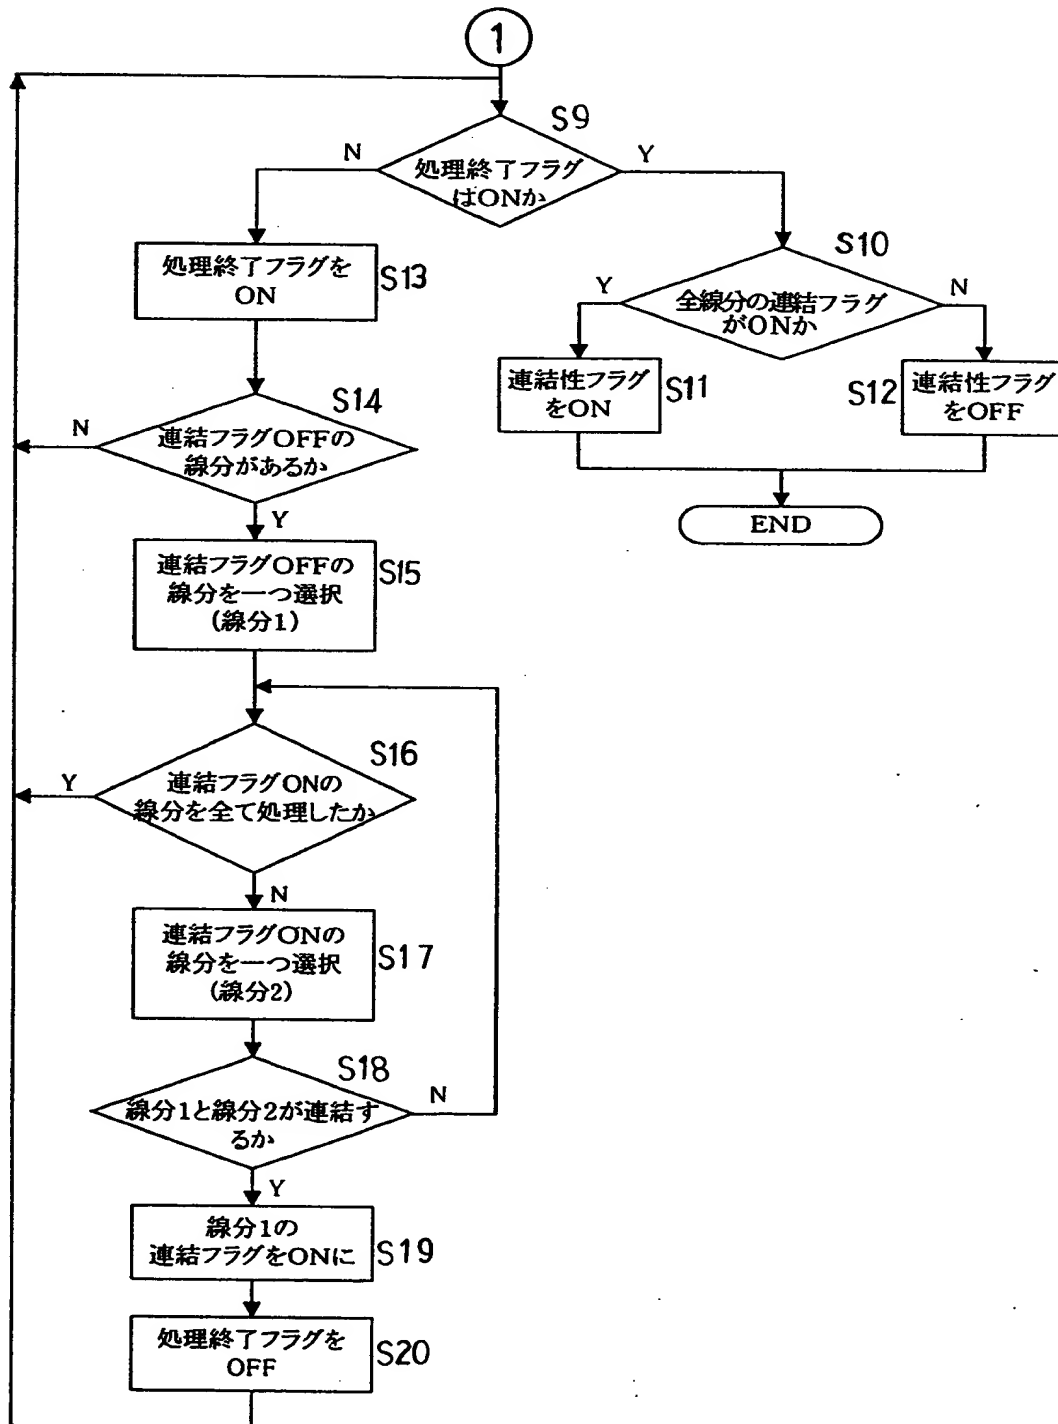 1
S9
N
Y
処理終了フラグ
はONか
S10
処理終了フラグを
ON
S13
Y
N
全線分の連結フラグ
がONか
連結性フラグ
をON
S11
S12
連結性フラグ
をOFF
S14
N
連結フラグOFFの
線分があるか
Y
END
連結フラグOFFの
線分を一つ選択
(線分1)
S15
S16
Y
連結フラグONの
線分を全て処理したか
N
連結フラグONの
線分を一つ選択
(線分2)
S17
S18
N
線分1と線分2が連結す
るか
Y
線分1の
連結フラグをONに
S19
処理終了フラグを
OFF
S20